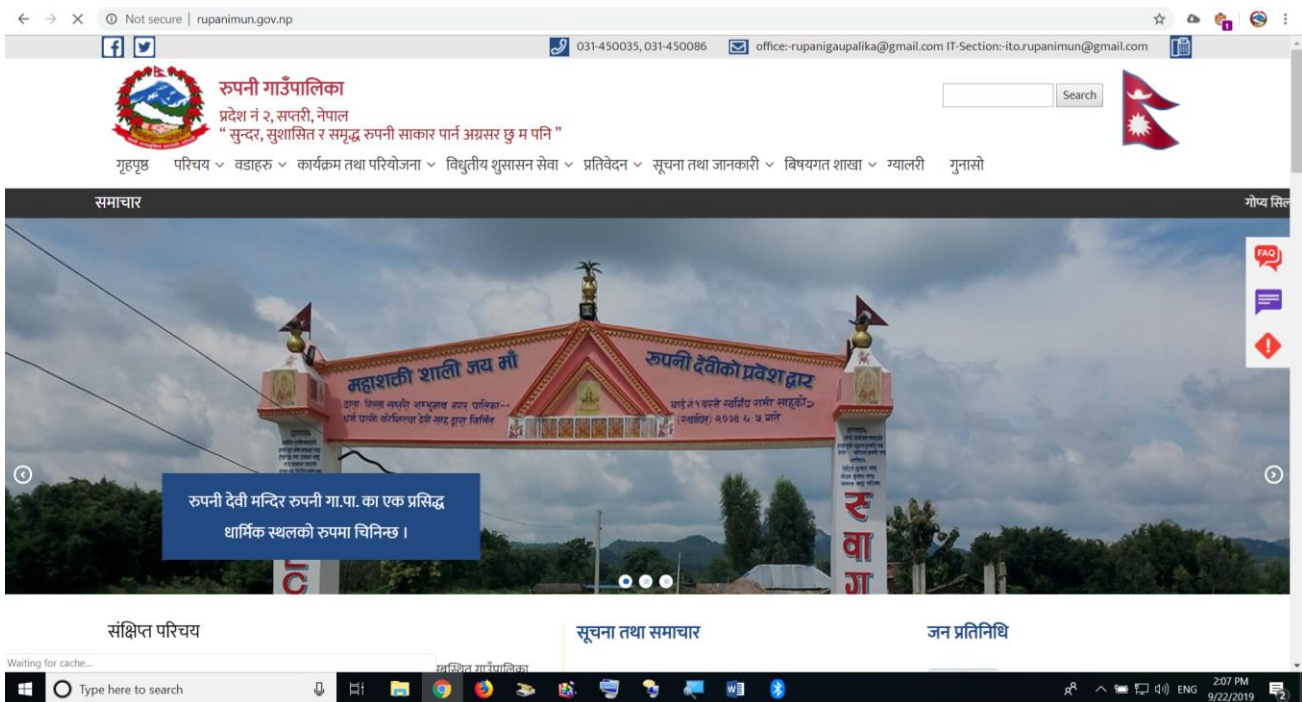 Not secure | rupanimun.gov.np
031-450035, 031-450086
office:-rupanigaupalika@gmail.com IT-Section:-ito.rupanimun@gmail.com
रुपनी गाउँपालिका
प्रदेश नं २, सप्तरी, नेपाल
“ सुन्दर, सुशासित र समृद्ध रुपनी साकार पार्न अग्रसर छु म पनि ”
Search
गृहपृष्ठ परिचय वडाहरु कार्यक्रम तथा परियोजना विधुतीय शुसासन सेवा प्रतिवेदन सूचना तथा जानकारी बिषयगत शाखा ग्यालरी गुनासो
समाचार
गोप्य सिल
FAQ
महाशक्ती शाली जय माँ
रूपनी देवीको प्रवेश द्वार
स्वाग
C
रुपनी देवी मन्दिर रुपनी गा.पा. का एक प्रसिद्ध
धार्मिक स्थलको रुपमा चिनिन्छ ।
संक्षिप्त परिचय
सूचना तथा समाचार
जन प्रतिनिधि
Waiting for cache...
Type here to search
ENG
2:07 PM
9/22/2019
2